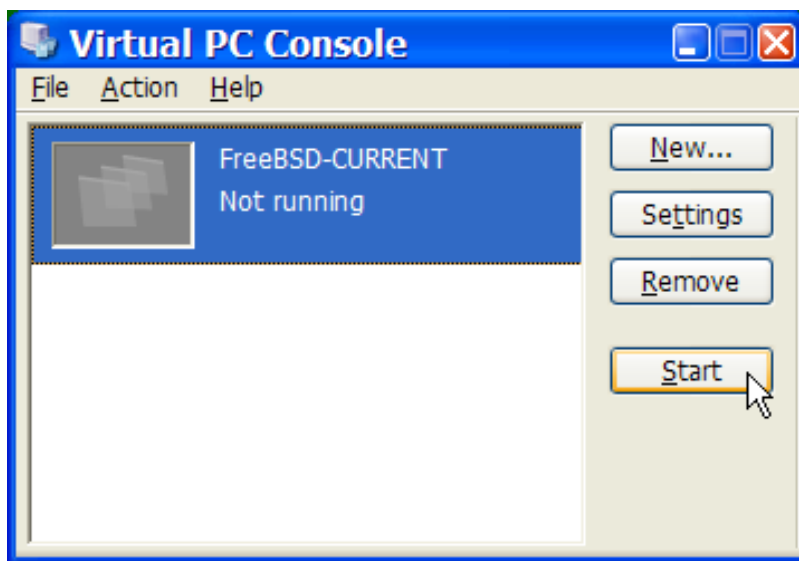 Virtual PC Console
File Action Help
FreeBSD-CURRENT
Not running
New...
Settings
Remove
Start